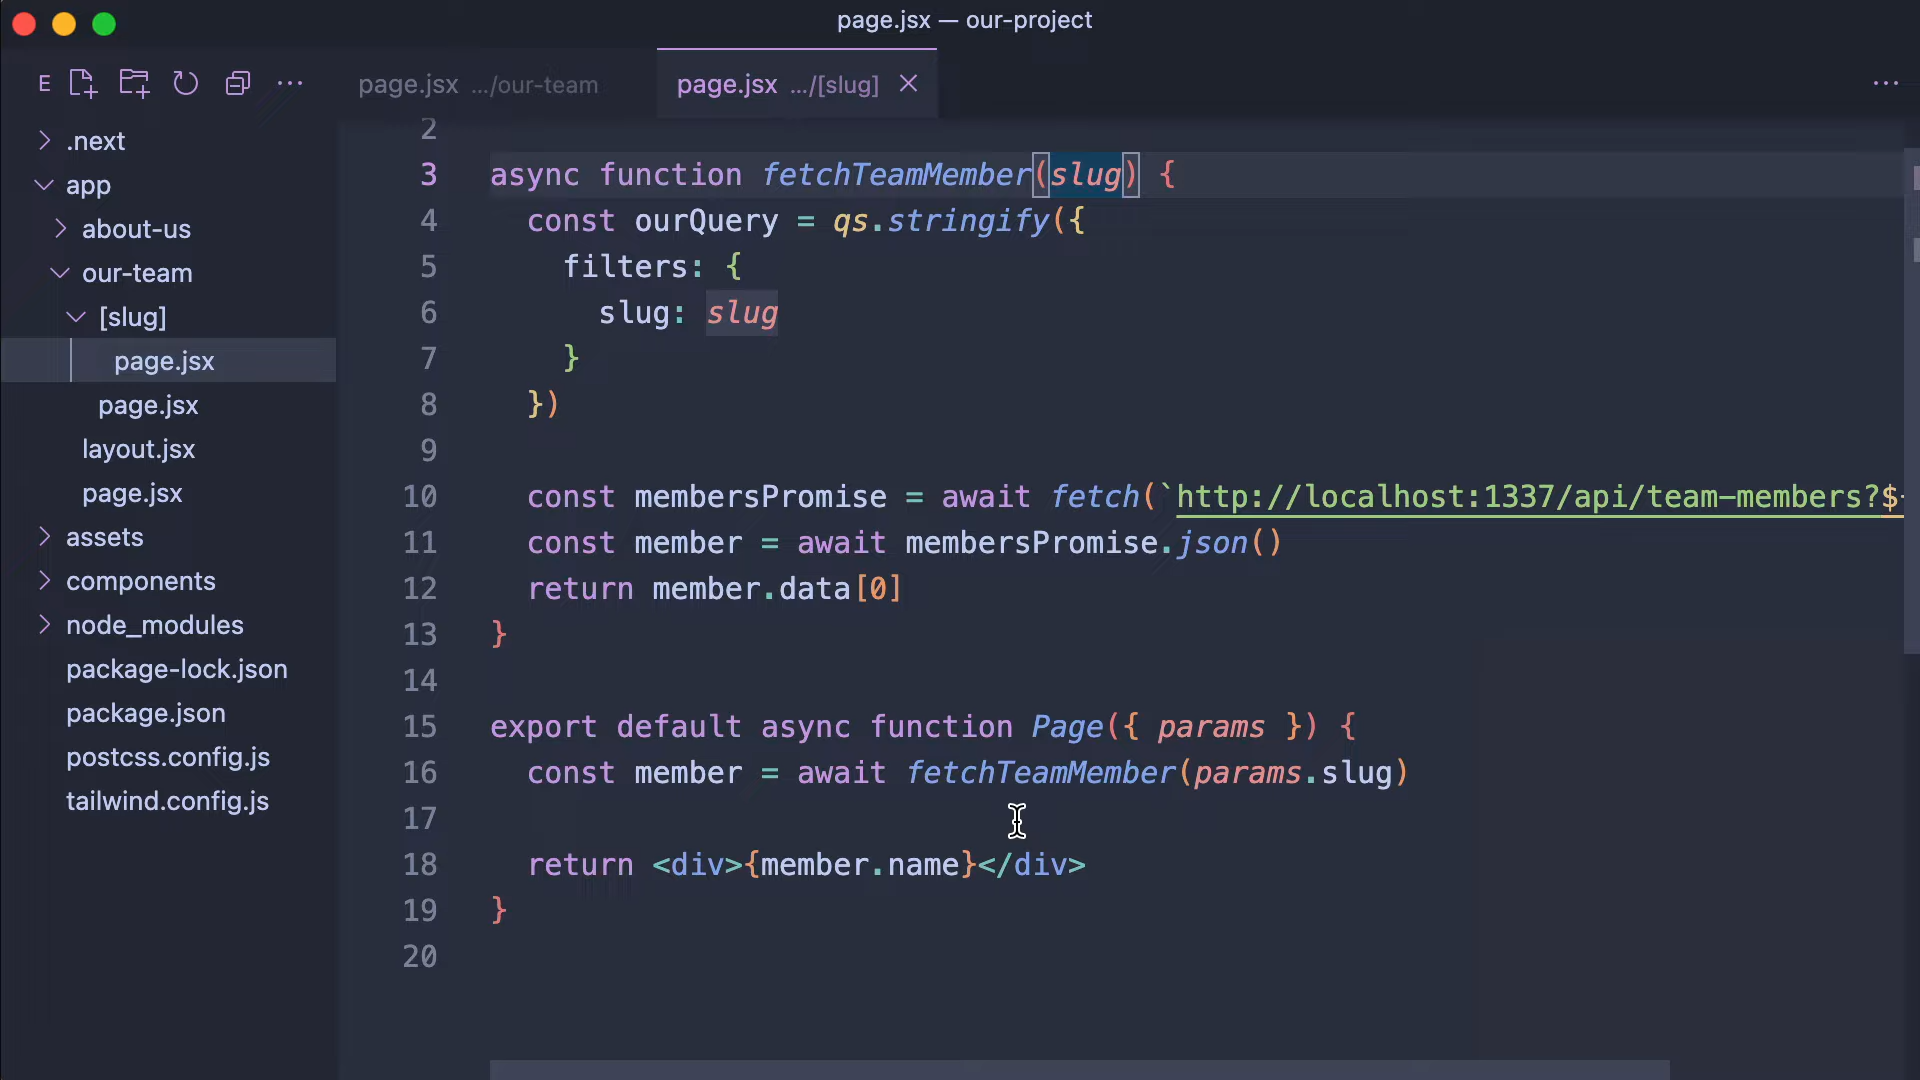 page.jsx — our-project
E
page.jsx .../our-team
page.jsx .../[slug]
.next
app
about-us
our-team
[slug]
page.jsx
page.jsx
layout.jsx
page.jsx
assets
components
node_modules
package-lock.json
package.json
postcss.config.js
tailwind.config.js
2
3 async function fetchTeamMember(slug) {
4 const ourQuery = qs.stringify({
5 filters: {
6 slug: slug
7 }
8 })
9
10 const membersPromise = await fetch(`http://localhost:1337/api/team-members?$
11 const member = await membersPromise.json()
12 return member.data[0]
13 }
14
15 export default async function Page({ params }) {
16 const member = await fetchTeamMember(params.slug)
17
18 return <div>{member.name}</div>
19 }
20